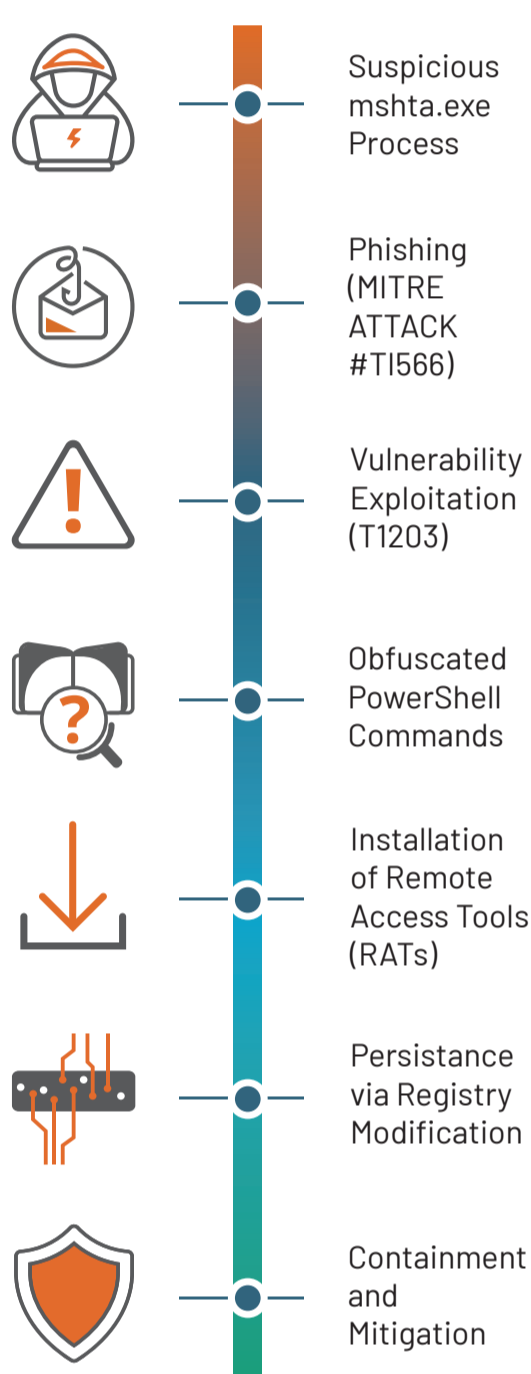 Suspicious
mshta.exe
Process
Phishing
(MITRE
ATTACK
#TI566)
Vulnerability
Exploitation
(T1203)
Obfuscated
PowerShell
Commands
Installation
of Remote
Access Tools
(RATs)
Persistance
via Registry
Modification
Containment
and
Mitigation